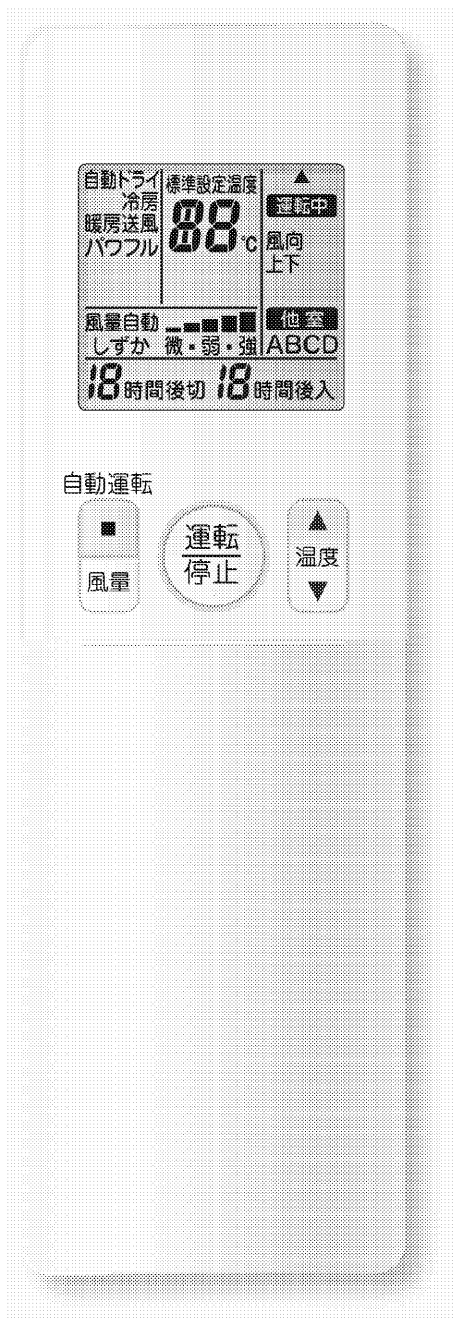 自動ドライ
冷房
暖房送風
パワフル
標準設定温度
88℃
▲
運転中
風向
上下
風量自動
しずか 微・弱・強
他室
ABCD
18時間後切 18時間後入
自動運転
■
風量
運転
停止
▲
温度
▼